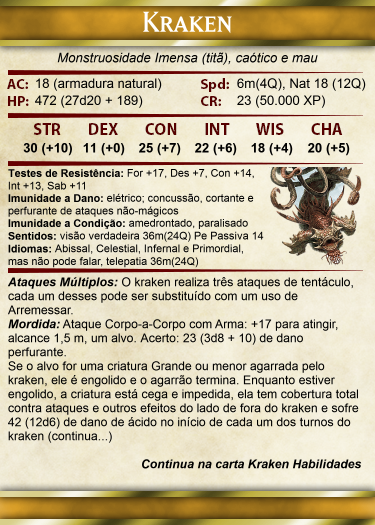 Kraken
Monstruosidade Imensa (titã), caótico e mau
AC: 18 (armadura natural) Spd: 6m(4Q), Nat 18 (12Q)
HP: 472 (27d20 + 189) CR: 23 (50.000 XP)
STR DEX CON INT WIS CHA
30 (+10) 11 (+0) 25 (+7) 22 (+6) 18 (+4) 20 (+5)
Testes de Resistência: For +17, Des +7, Con +14,
Int +13, Sab +11
Imunidade a Dano: elétrico; concussão, cortante e
perfurante de ataques não-mágicos
Imunidade a Condição: amedrontado, paralisado
Sentidos: visão verdadeira 36m(24Q) Pe Passiva 14
Idiomas: Abissal, Celestial, Infernal e Primordial,
mas não pode falar, telepatia 36m(24Q)
Ataques Múltiplos: O kraken realiza três ataques de tentáculo,
cada um desses pode ser substituído com um uso de
Arremessar.
Mordida: Ataque Corpo-a-Corpo com Arma: +17 para atingir,
alcance 1,5 m, um alvo. Acerto: 23 (3d8 + 10) de dano
perfurante.
Se o alvo for uma criatura Grande ou menor agarrada pelo
kraken, ele é engolido e o agarrão termina. Enquanto estiver
engolido, a criatura está cega e impedida, ela tem cobertura total
contra ataques e outros efeitos do lado de fora do kraken e sofre
42 (12d6) de dano de ácido no início de cada um dos turnos do
kraken (continua...)
Continua na carta Kraken Habilidades